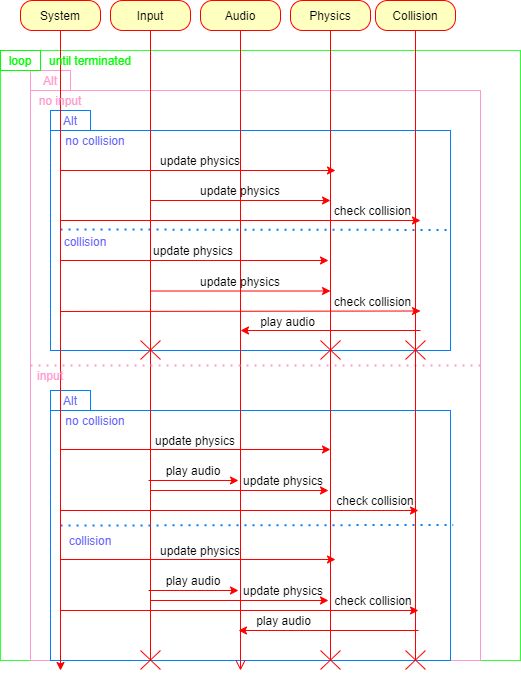 System Input Audio Physics Collision
loop until terminated
Alt
no input
Alt
no collision
update physics
update physics
check collision
collision
update physics
update physics
check collision
play audio
input
Alt
no collision
update physics
play audio
update physics
check collision
collision
update physics
play audio
update physics
check collision
play audio